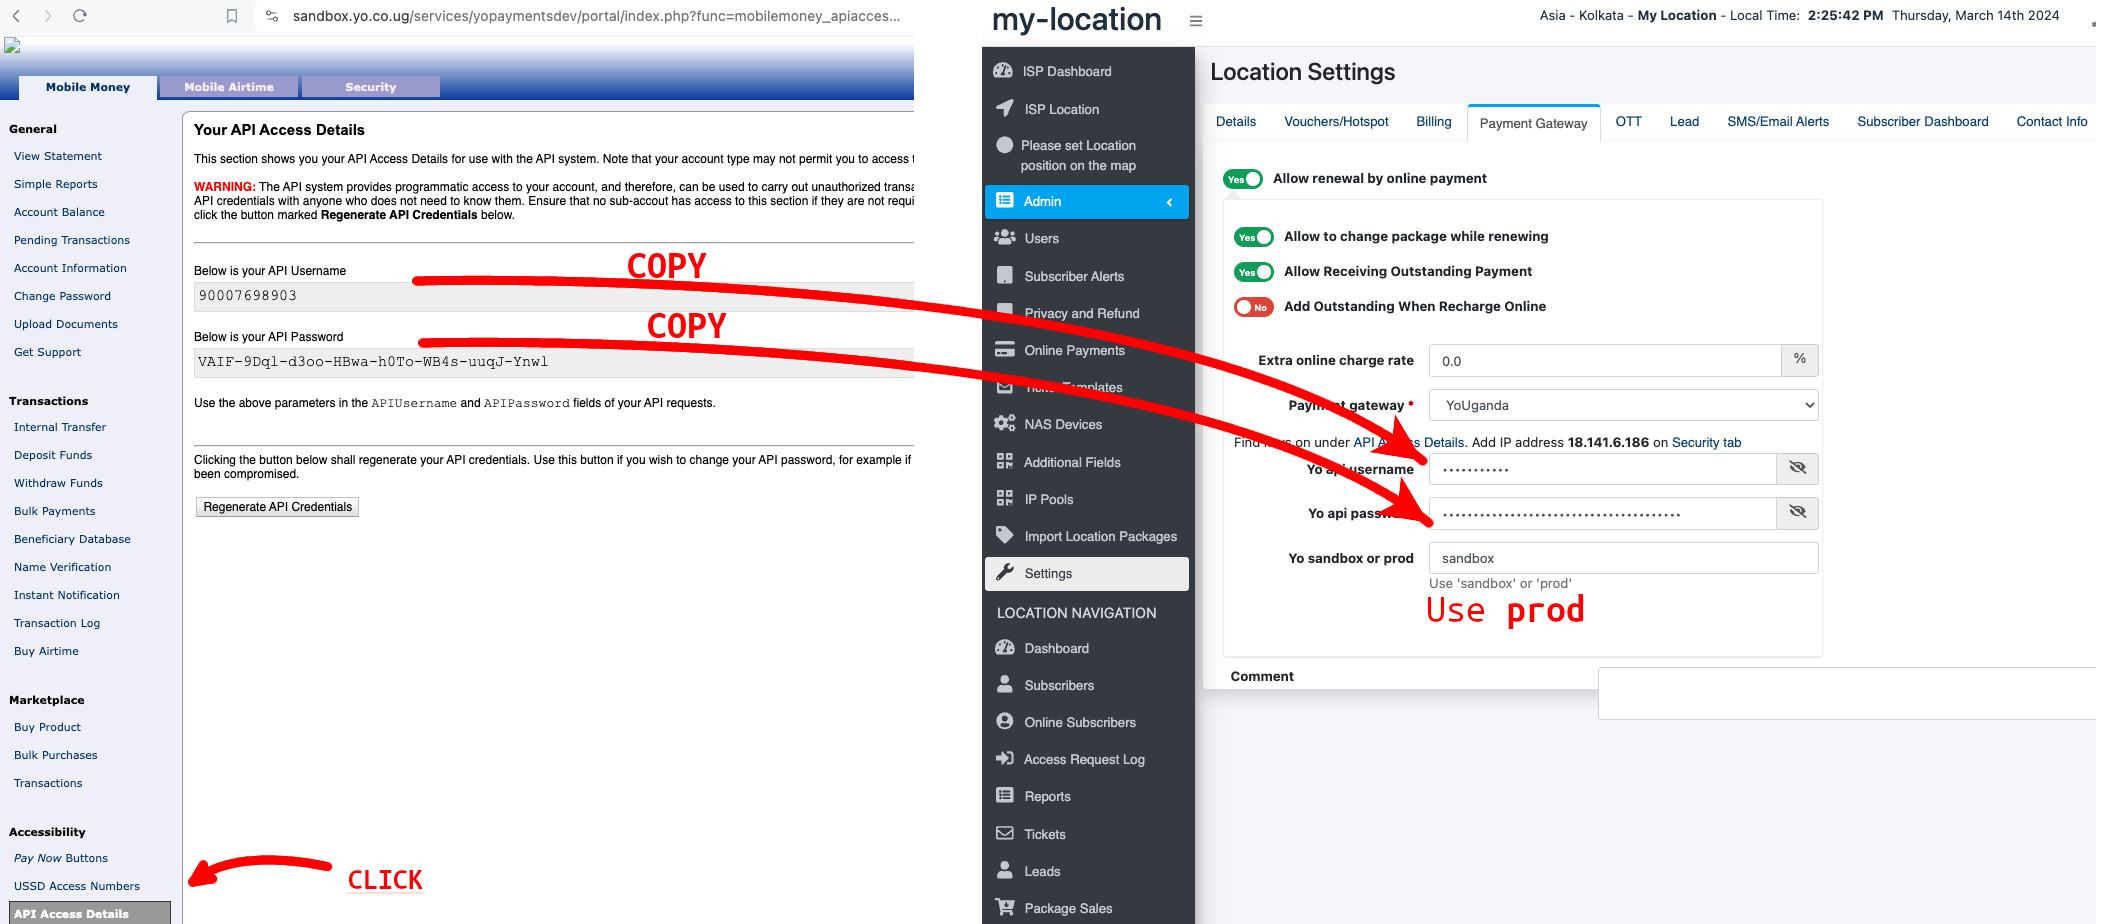 sandbox.yo.co.ug/services/yopaymentsdev/portal/index.php?func=mobilemoney_apiacces...
Mobile Money
Mobile Airtime
Security
General
View Statement
Simple Reports
Account Balance
Pending Transactions
Account Information
Change Password
Upload Documents
Get Support
Transactions
Internal Transfer
Deposit Funds
Withdraw Funds
Bulk Payments
Beneficiary Database
Name Verification
Instant Notification
Transaction Log
Buy Airtime
Marketplace
Buy Product
Bulk Purchases
Transactions
Accessibility
Pay Now Buttons
USSD Access Numbers
API Access Details
Your API Access Details
This section shows you your API Access Details for use with the API system. Note that your account type may not permit you to access t
WARNING: The API system provides programmatic access to your account, and therefore, can be used to carry out unauthorized transa
API credentials with anyone who does not need to know them. Ensure that no sub-accout has access to this section if they are not requi
click the button marked Regenerate API Credentials below.
Below is your API Username
COPY
90007698903
Below is your API Password
COPY
VAIF-9Dql-d3oo-HBwa-h0To-WB4s-uuqJ-Ynwl
Use the above parameters in the APIUsername and APIPassword fields of your API requests.
Clicking the button below shall regenerate your API credentials. Use this button if you wish to change your API password, for example if
been compromised.
Regenerate API Credentials
CLICK
my-location
Asia - Kolkata - My Location - Local Time: 2:25:42 PM Thursday, March 14th 2024
ISP Dashboard
ISP Location
Please set Location
position on the map
Admin
Users
Subscriber Alerts
Privacy and Refund
Online Payments
Ticket Templates
NAS Devices
Additional Fields
IP Pools
Import Location Packages
Settings
LOCATION NAVIGATION
Dashboard
Subscribers
Online Subscribers
Access Request Log
Reports
Tickets
Leads
Package Sales
Location Settings
Details
Vouchers/Hotspot
Billing
Payment Gateway
OTT
Lead
SMS/Email Alerts
Subscriber Dashboard
Contact Info
Yes Allow renewal by online payment
Yes Allow to change package while renewing
Yes Allow Receiving Outstanding Payment
No Add Outstanding When Recharge Online
Extra online charge rate 0.0 %
Payment gateway * YoUganda
Find keys on under API Access Details. Add IP address 18.141.6.186 on Security tab
Yo api username •••••••••••
Yo api password •••••••••••••••••••••••••••••••••••••••
Yo sandbox or prod sandbox
Use 'sandbox' or 'prod'
Use prod
Comment